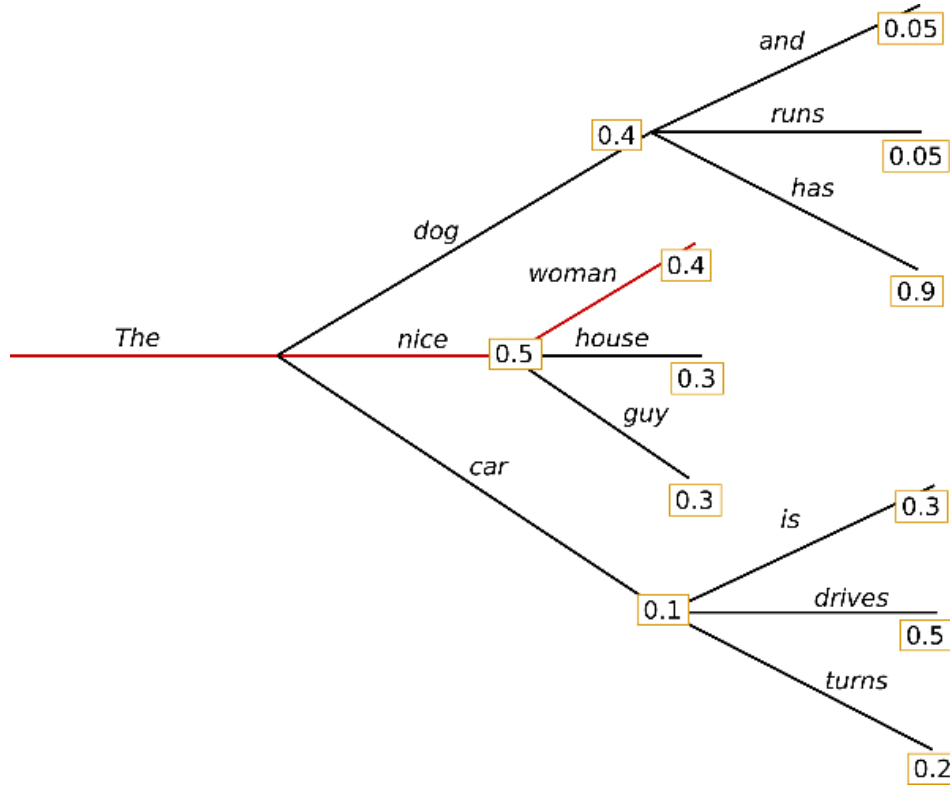 and
0.05
runs
0.4
0.05
has
dog
woman
0.4
0.9
The
nice
0.5
house
0.3
guy
car
0.3
is
0.3
drives
0.1
0.5
turns
0.2